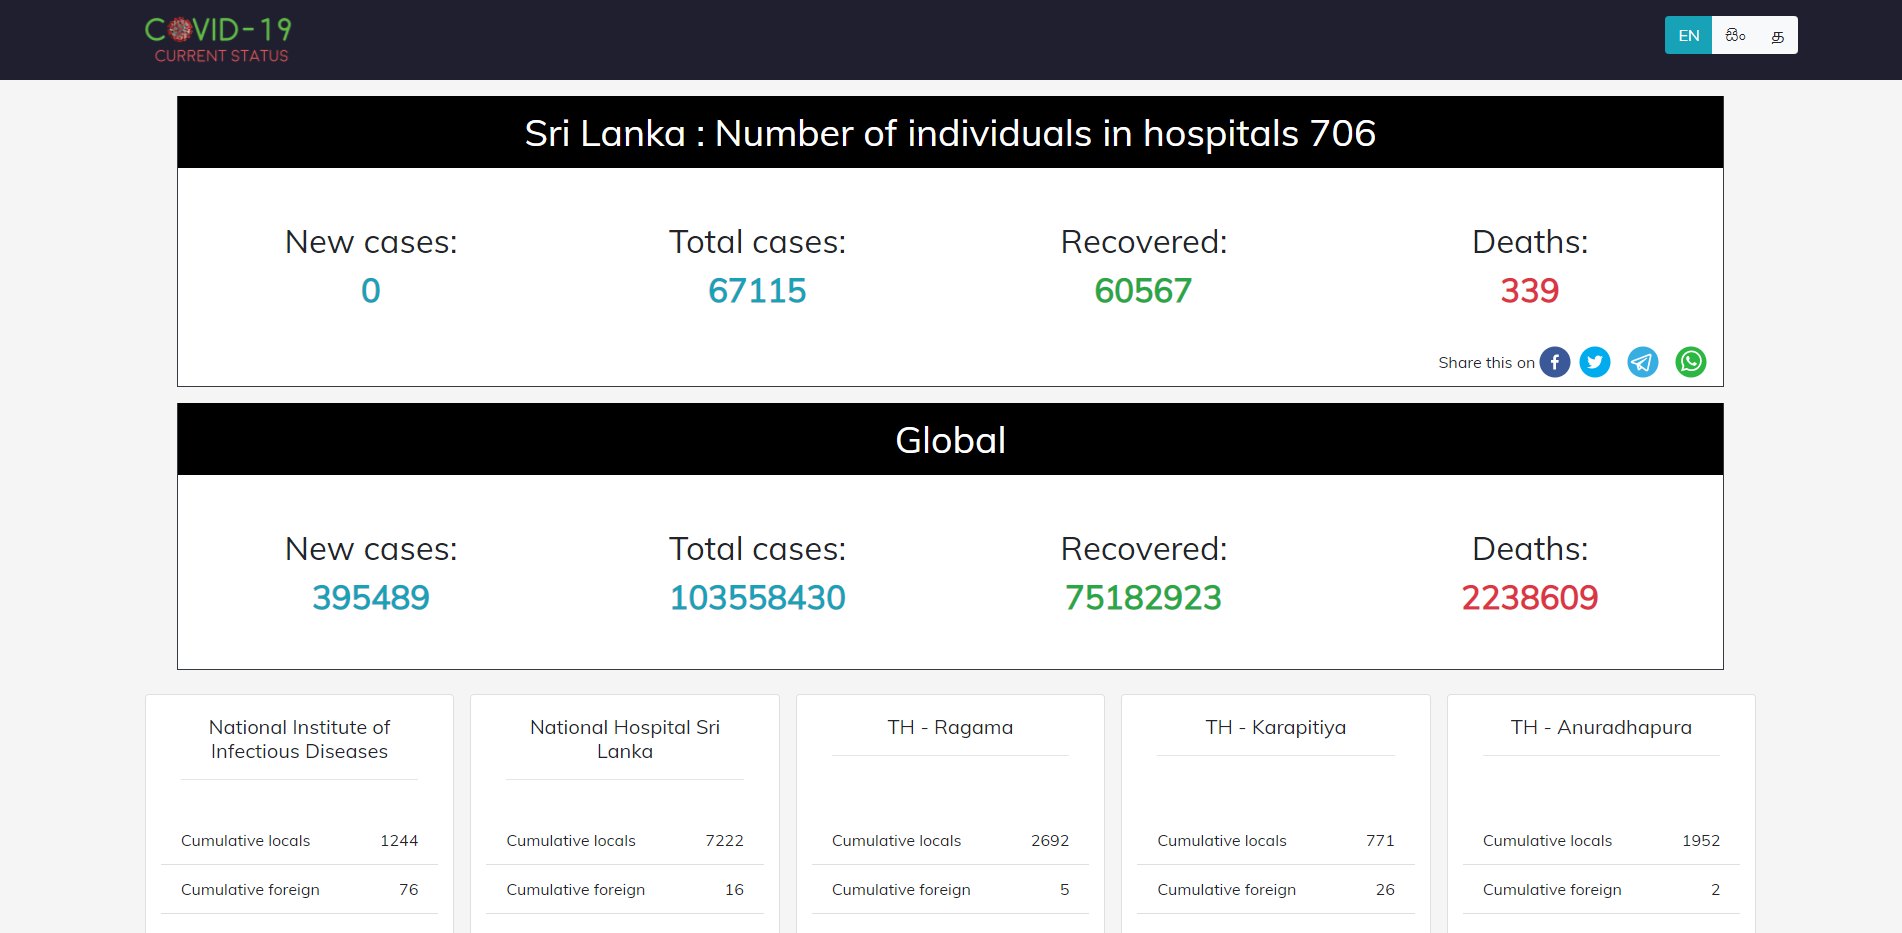 COVID-19
CURRENT STATUS
EN සිං த
Sri Lanka : Number of individuals in hospitals 706
New cases: Total cases: Recovered: Deaths:
0 67115 60567 339
Share this on
Global
New cases: Total cases: Recovered: Deaths:
395489 103558430 75182923 2238609
National Institute of
Infectious Diseases
Cumulative locals 1244
Cumulative foreign 76
National Hospital Sri
Lanka
Cumulative locals 7222
Cumulative foreign 16
TH - Ragama
Cumulative locals 2692
Cumulative foreign 5
TH - Karapitiya
Cumulative locals 771
Cumulative foreign 26
TH - Anuradhapura
Cumulative locals 1952
Cumulative foreign 2